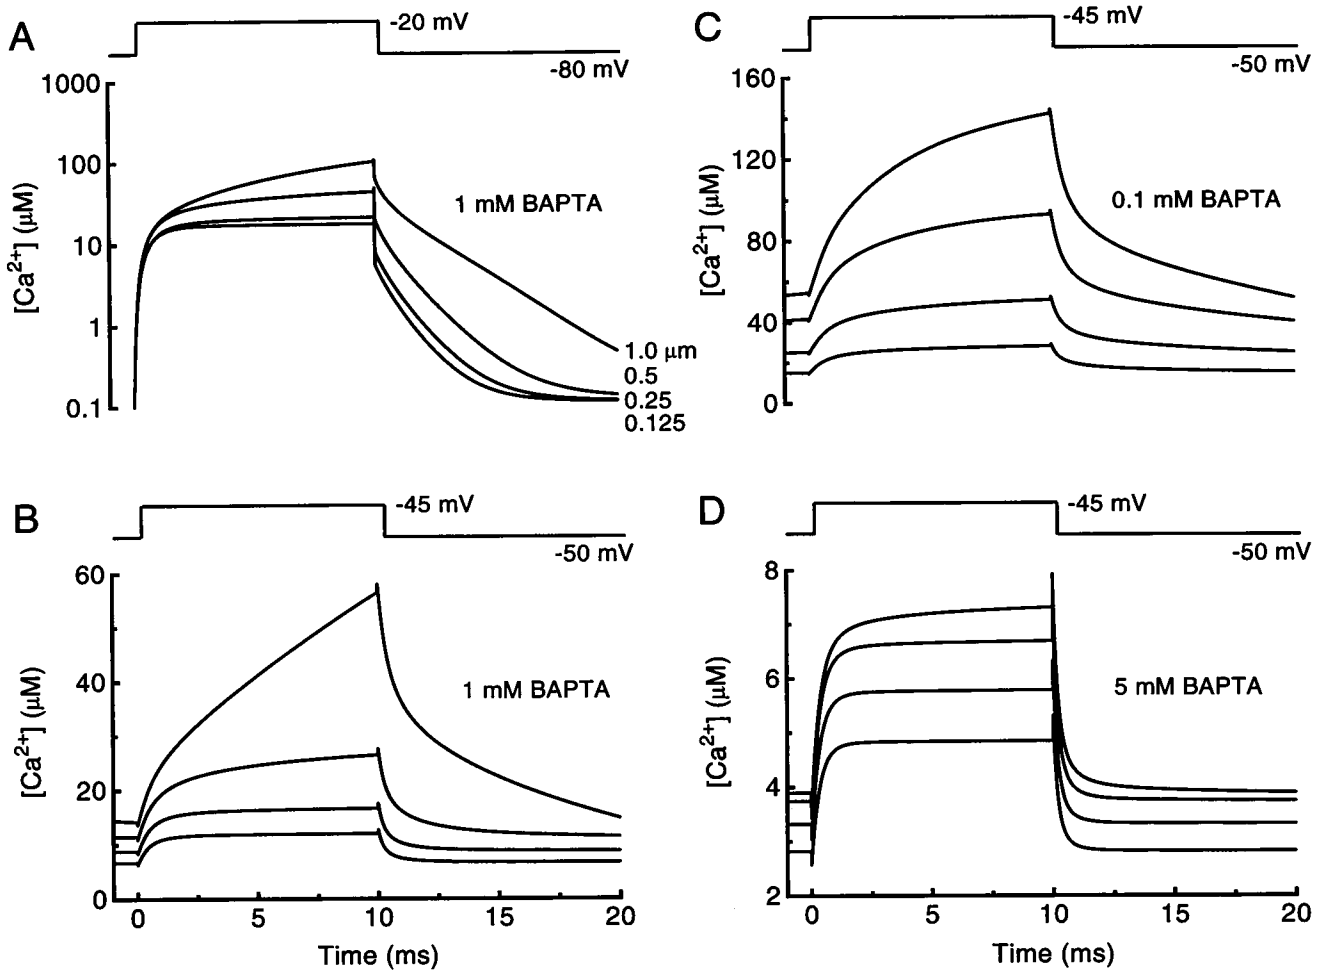 A
-20 mV
-80 mV
1000
100
10
1
0.1
[Ca2+] (μM)
1 mM BAPTA
1.0 μm
0.5
0.25
0.125
B
-45 mV
-50 mV
60
40
20
0
[Ca2+] (μM)
1 mM BAPTA
0 5 10 15 20
Time (ms)
C
-45 mV
-50 mV
160
120
80
40
0
[Ca2+] (μM)
0.1 mM BAPTA
D
-45 mV
-50 mV
8
6
4
2
[Ca2+] (μM)
5 mM BAPTA
0 5 10 15 20
Time (ms)